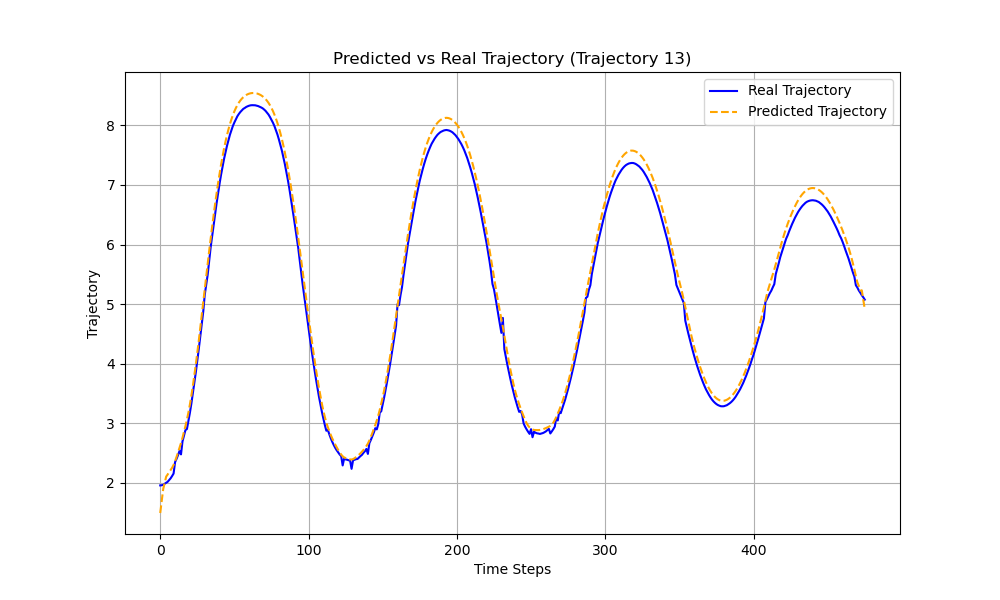 Predicted vs Real Trajectory (Trajectory 13)
Real Trajectory
Predicted Trajectory
8
7
6
5
4
3
2
Trajectory
0 100 200 300 400
Time Steps